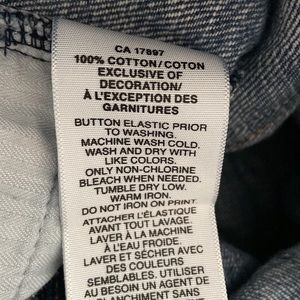 CA 17897
100% COTTON/COTON
EXCLUSIVE OF
DECORATION/
À L'EXCEPTION DES
GARNITURES
BUTTON ELASTIC PRIOR
TO WASHING.
MACHINE WASH COLD.
WASH AND DRY WITH
LIKE COLORS.
ONLY NON-CHLORINE
BLEACH WHEN NEEDED.
TUMBLE DRY LOW.
WARM IRON.
DO NOT IRON ON PRINT.
ATTACHER L'ÉLASTIQUE
AVANT TOUT LAVAGE.
LAVER À LA MACHINE À
L'EAU FROIDE.
LAVER ET SÉCHER AVEC
DES COULEURS
SEMBLABLES. UTILISER
AU BESOIN UN AGENT DE
BLANCHIMENT SANS